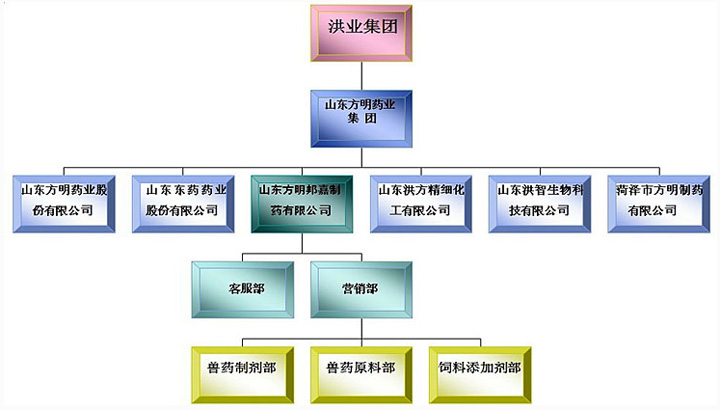 洪业集团
山东方明药业
集 团
山东方明药业股
份有限公司
山东东药药业
股份有限公司
山东方明邦嘉制
药有限公司
山东洪方精细化
工有限公司
山东洪智生物科
技有限公司
菏泽市方明制药
有限公司
客服部
营销部
兽药制剂部
兽药原料部
饲料添加剂部